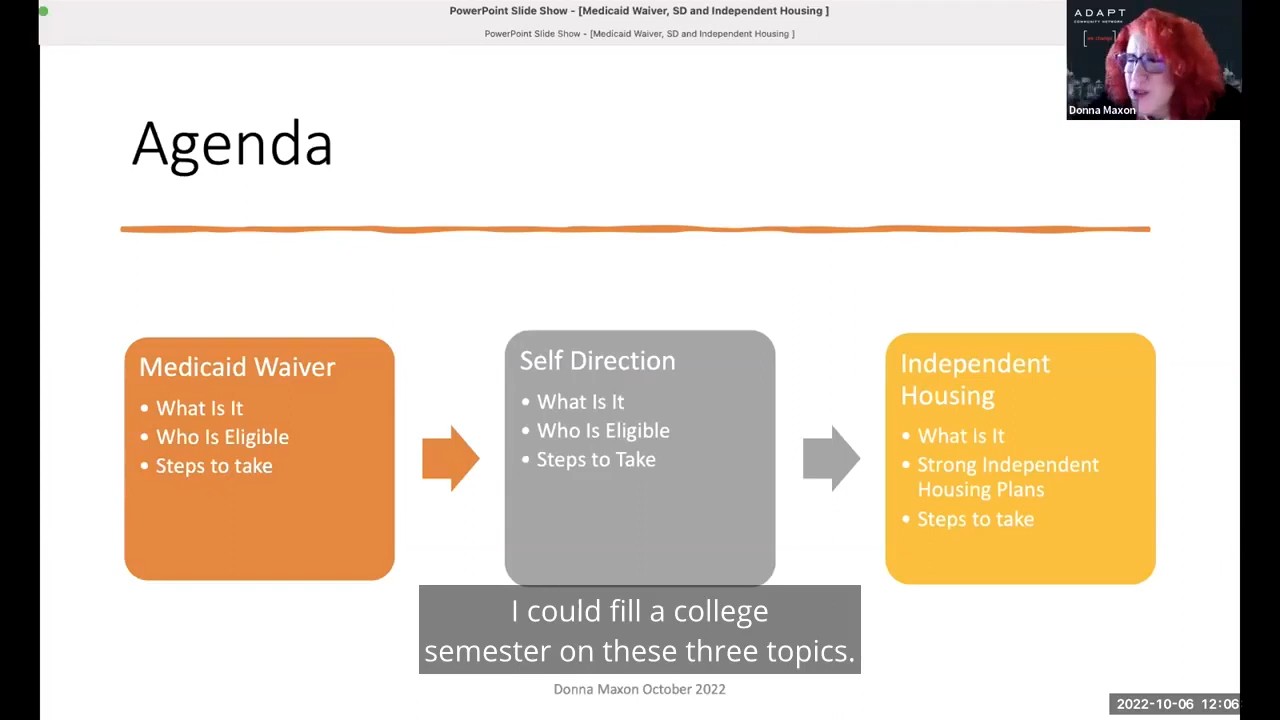 PowerPoint Slide Show - [Medicaid Waiver, SD and Independent Housing ]
PowerPoint Slide Show - [Medicaid Waiver, SD and Independent Housing ]
ADAPT
COMMUNITY NETWORK
[we change]
Donna Maxon
Agenda
Medicaid Waiver
• What Is It
• Who Is Eligible
• Steps to take
Self Direction
• What Is It
• Who Is Eligible
• Steps to Take
Independent
Housing
• What Is It
• Strong Independent
Housing Plans
• Steps to take
I could fill a college
semester on these three topics.
Donna Maxon October 2022
2022-10-06 12:06